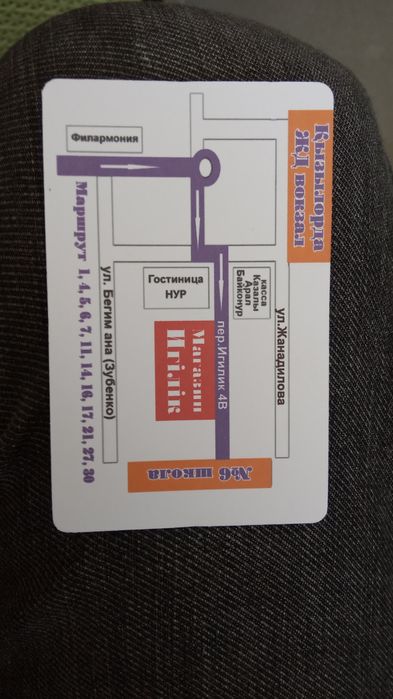 Қызылорда
ЖД вокзал
Филармония
касса
Казалы
Арал
Байконур
ул.Жанадилова
Гостиница
НУР
пер.Игилик 4В
Магазин
Игілік
ул. Бегим ана (Зубенко)
Маршрут 1, 4, 5, 6, 7, 11, 14, 16, 17, 21, 27, 30
№6 школа